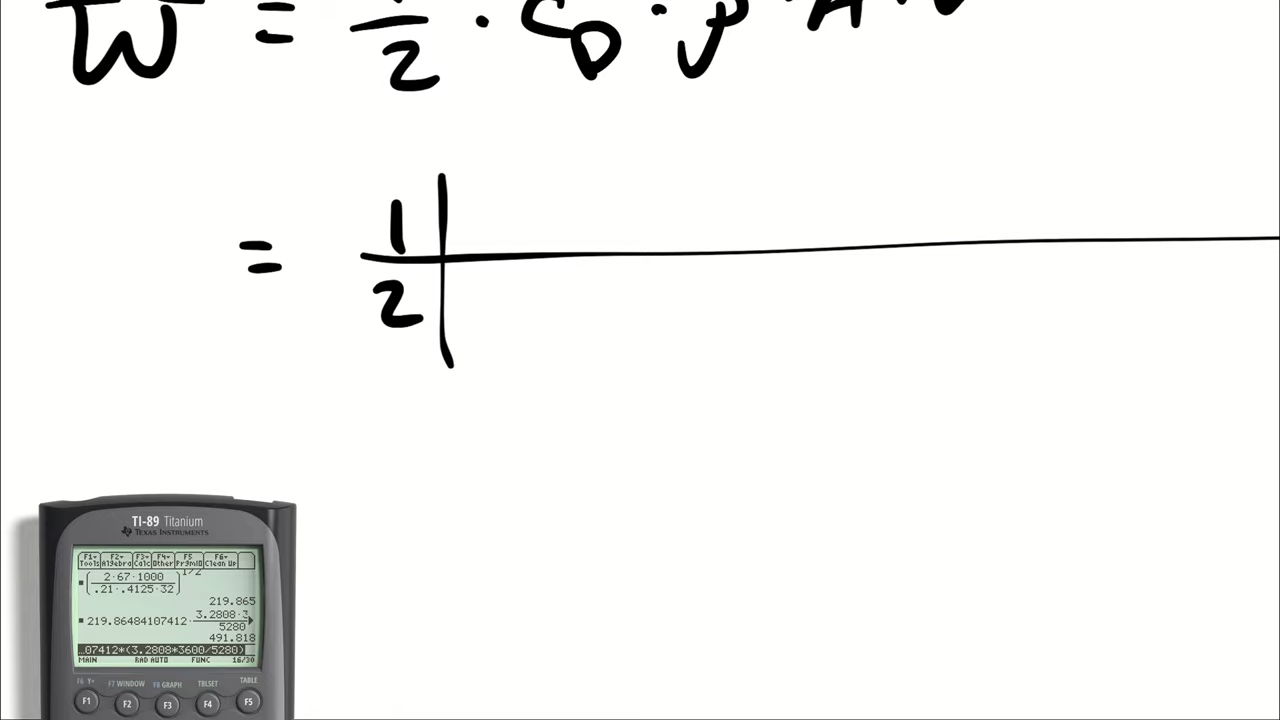 W = 1/2 · C_D · ρ · A · v
= 1/2
TI-89 Titanium
TEXAS INSTRUMENTS
F1▾ F2▾ F3▾ F4▾ F5 F6▾
Tools Algebra Calc Other PrgmIO Clean Up
(2·67·1000/.21·.4125·32)^1/2
219.865
219.86484107412·3.2808·3
5280
491.818
.07412*(3.2808*3600/5280)
MAIN RAD AUTO FUNC 16/30
F6 Y= F7 WINDOW F8 GRAPH TBLSET TABLE
F1 F2 F3 F4 F5